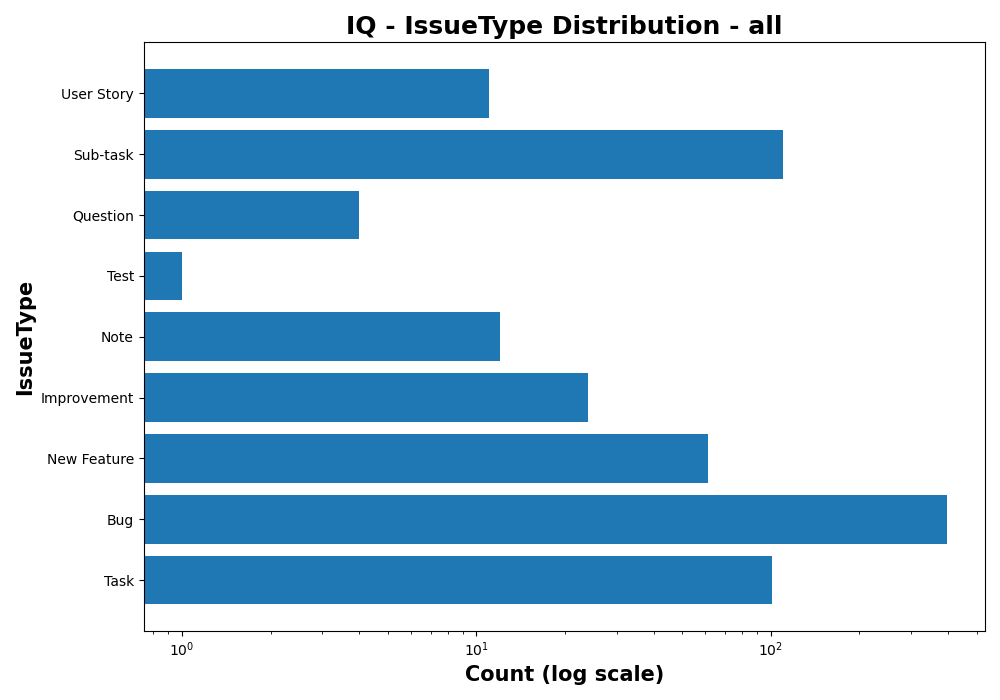 IQ - IssueType Distribution - all
User Story
Sub-task
Question
Test
Note
Improvement
New Feature
Bug
Task
IssueType
10⁰ 10¹ 10²
Count (log scale)